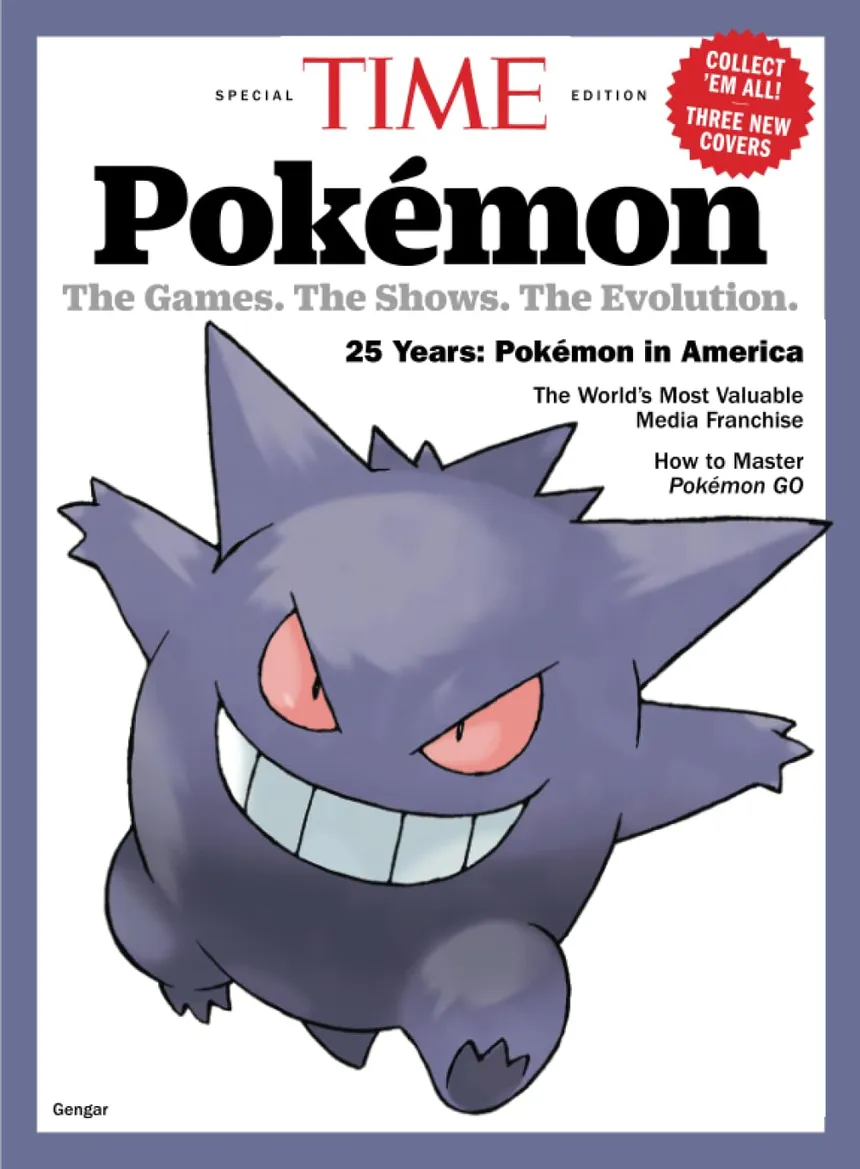 SPECIAL TIME EDITION
COLLECT
'EM ALL!
THREE NEW
COVERS
Pokémon
The Games. The Shows. The Evolution.
25 Years: Pokémon in America
The World's Most Valuable
Media Franchise
How to Master
Pokémon GO
Gengar